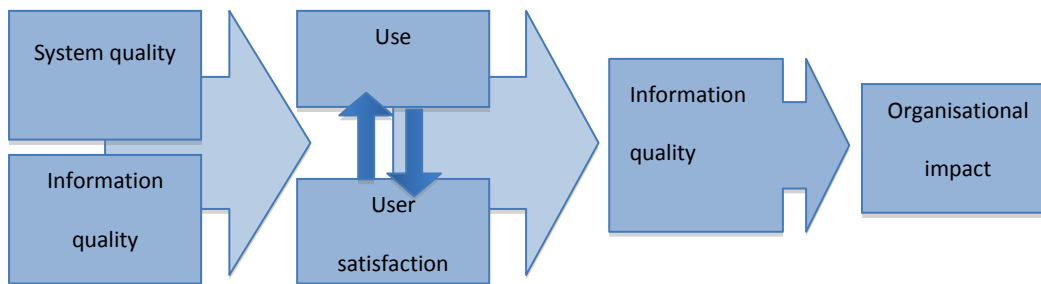 System quality
Information
quality
Use
User
satisfaction
Information
quality
Organisational
impact